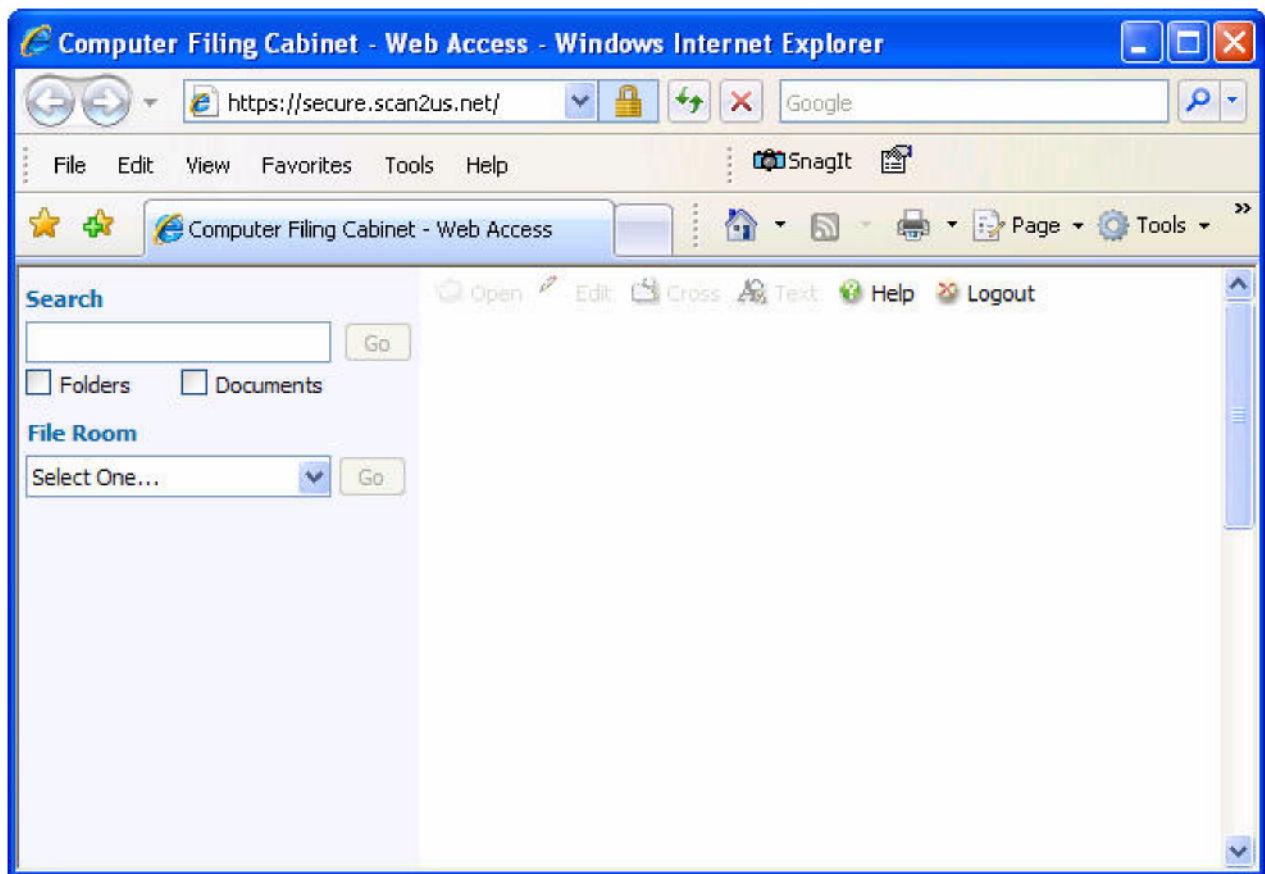 Computer Filing Cabinet - Web Access - Windows Internet Explorer
https://secure.scan2us.net/ Google
File Edit View Favorites Tools Help SnagIt
Computer Filing Cabinet - Web Access Page Tools »
Search Open Edit Cross Text Help Logout
Go
Folders Documents
File Room
Select One... Go